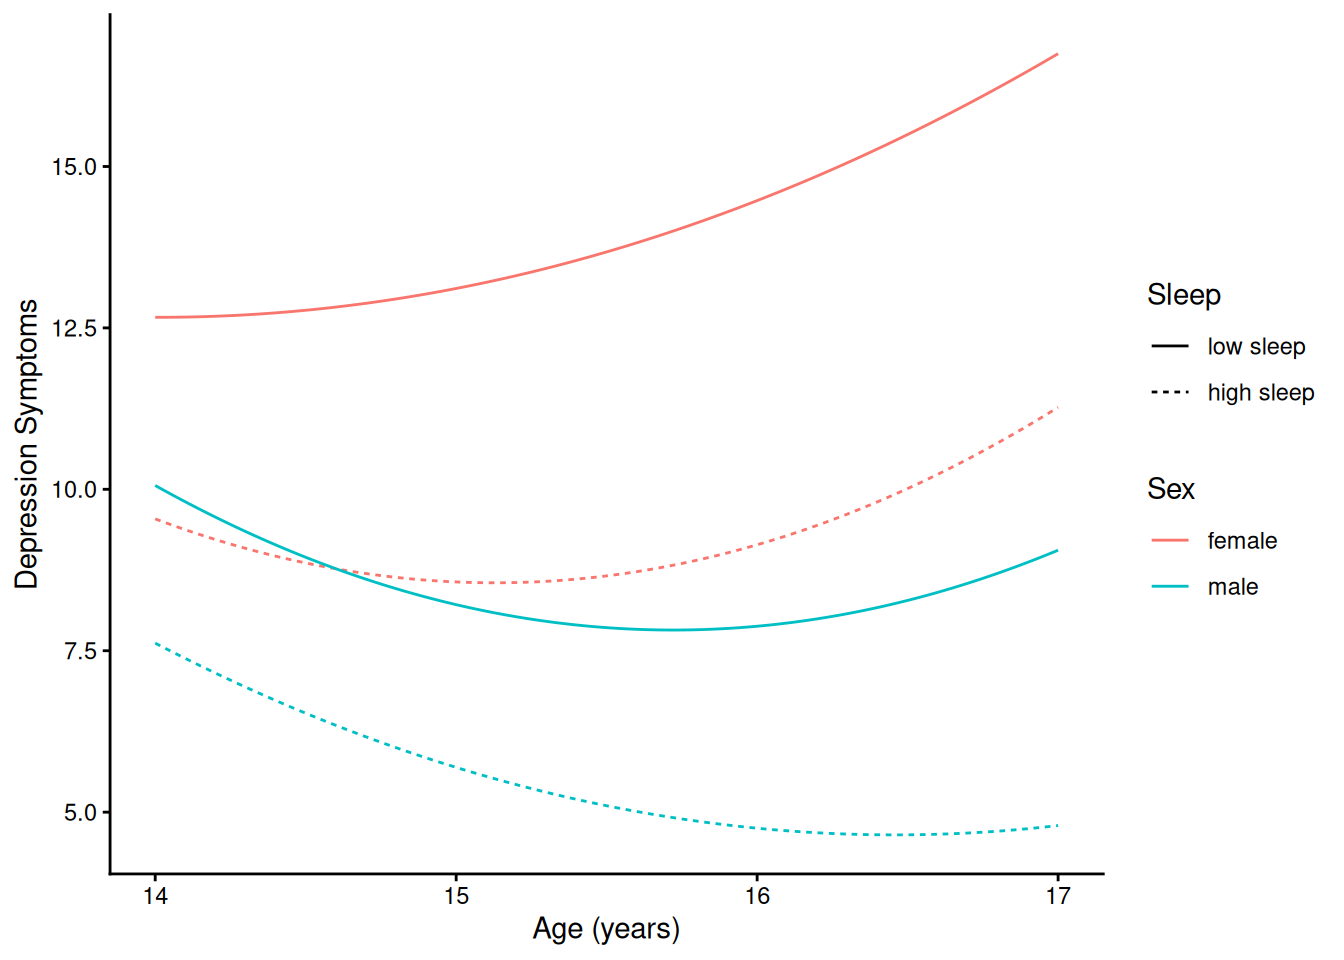 Depression Symptoms
15.0
12.5
10.0
7.5
5.0
14 15 16 17
Age (years)
Sleep
low sleep
high sleep
Sex
female
male